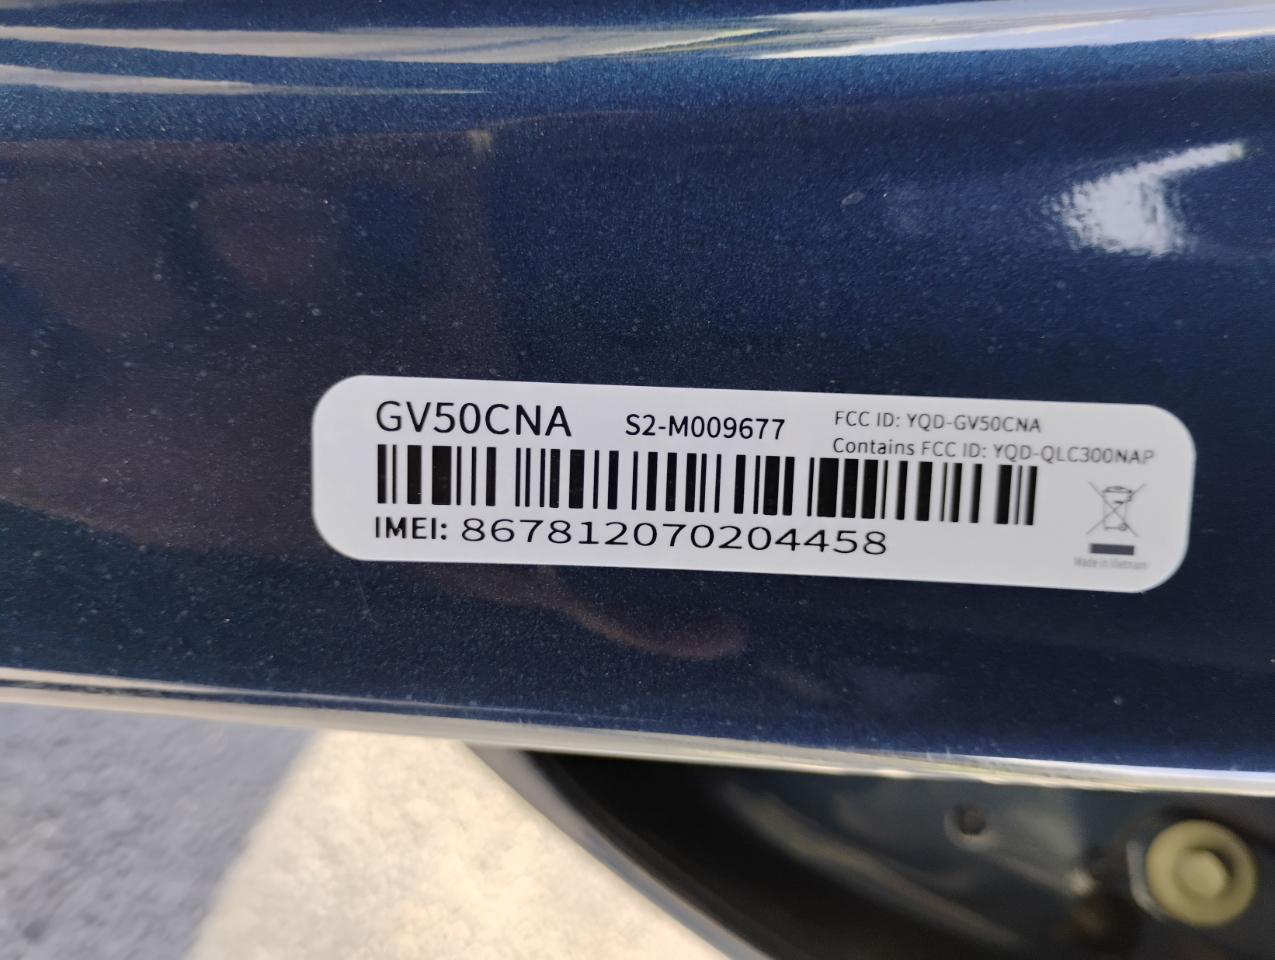 GV50CNA S2-M009677 FCC ID: YQD-GV50CNA
Contains FCC ID: YQD-QLC300NAP
IMEI: 867812070204458
Made in Vietnam